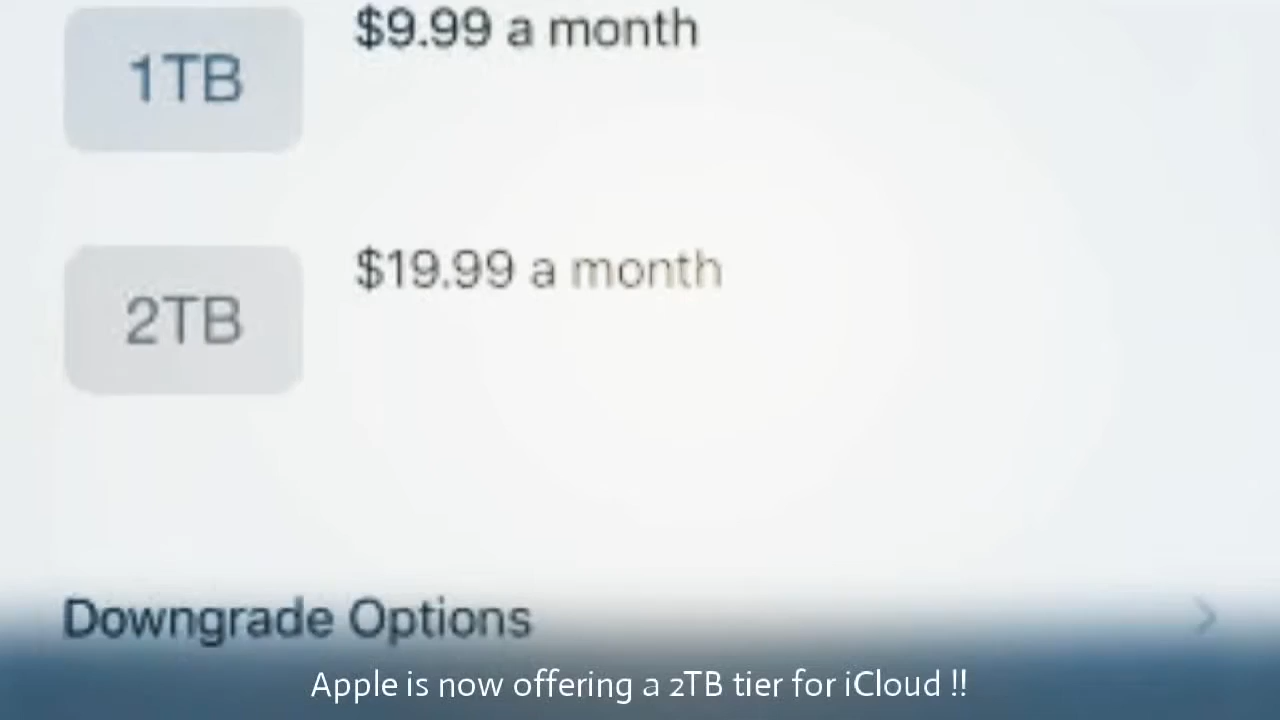 $9.99 a month
1TB
$19.99 a month
2TB
Downgrade Options
Apple is now offering a 2TB tier for iCloud !!